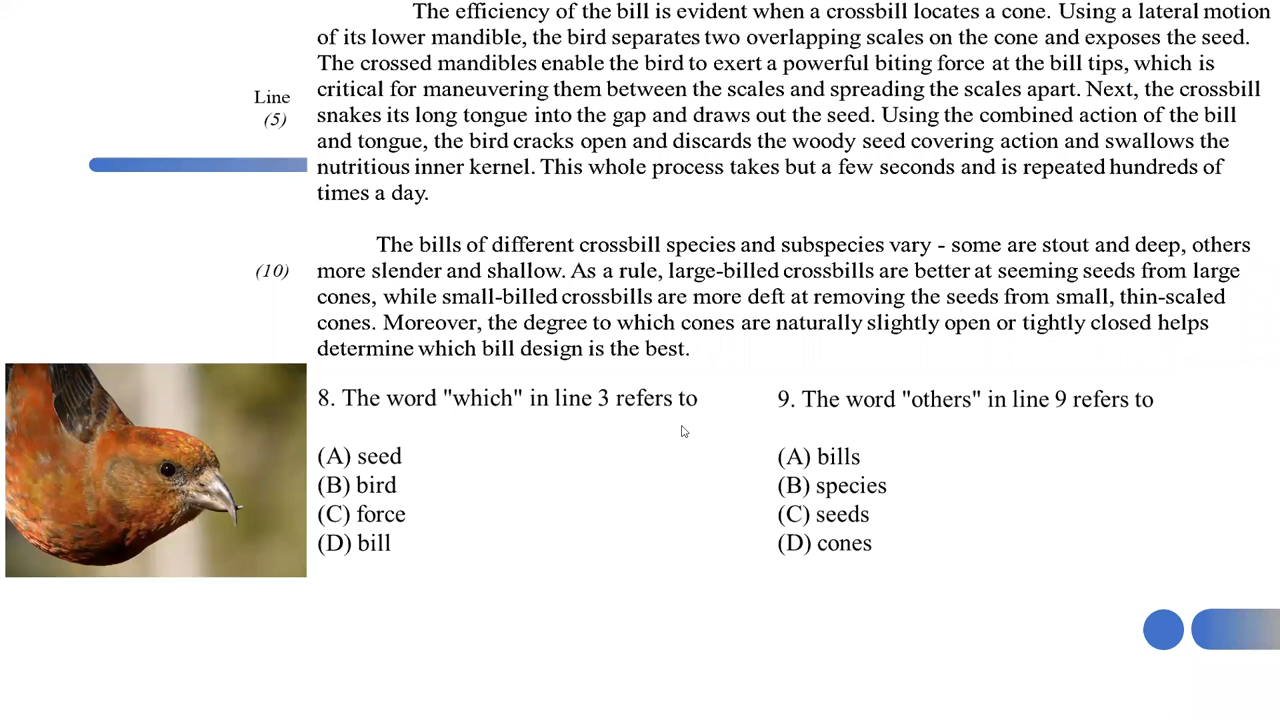 The efficiency of the bill is evident when a crossbill locates a cone. Using a lateral motion
of its lower mandible, the bird separates two overlapping scales on the cone and exposes the seed.
The crossed mandibles enable the bird to exert a powerful biting force at the bill tips, which is
critical for maneuvering them between the scales and spreading the scales apart. Next, the crossbill
Line
snakes its long tongue into the gap and draws out the seed. Using the combined action of the bill
(5)
and tongue, the bird cracks open and discards the woody seed covering action and swallows the
nutritious inner kernel. This whole process takes but a few seconds and is repeated hundreds of
times a day.
The bills of different crossbill species and subspecies vary - some are stout and deep, others
(10)
more slender and shallow. As a rule, large-billed crossbills are better at seeming seeds from large
cones, while small-billed crossbills are more deft at removing the seeds from small, thin-scaled
cones. Moreover, the degree to which cones are naturally slightly open or tightly closed helps
determine which bill design is the best.
8. The word "which" in line 3 refers to
(A) seed
(B) bird
(C) force
(D) bill
9. The word "others" in line 9 refers to
(A) bills
(B) species
(C) seeds
(D) cones